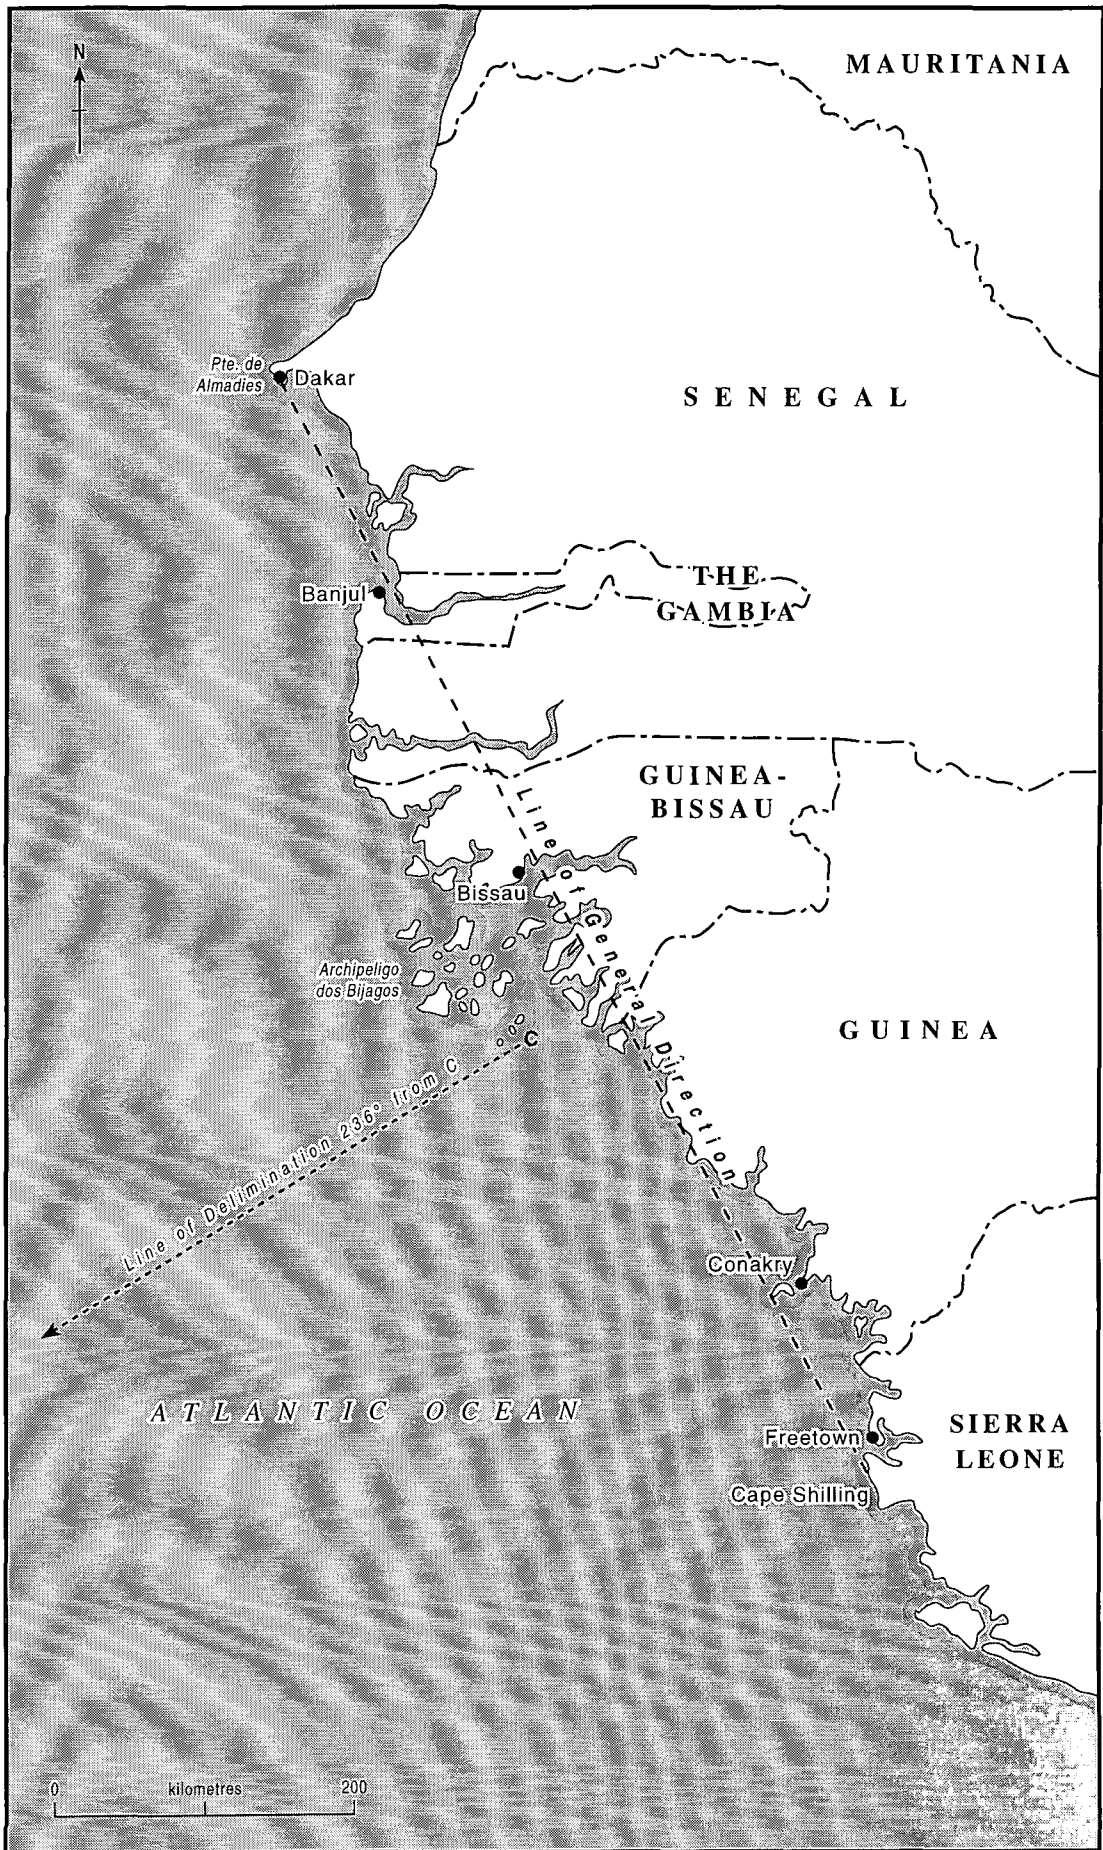 N
MAURITANIA
Pte. de
Almadies
Dakar
SENEGAL
Banjul
THE
GAMBIA
GUINEA-
BISSAU
Line of General Direction
Bissau
Archipeligo
dos Bijagos
GUINEA
C
Line of Delimination 236° from C
Conakry
ATLANTIC OCEAN
Freetown
SIERRA
LEONE
Cape Shilling
0 kilometres 200